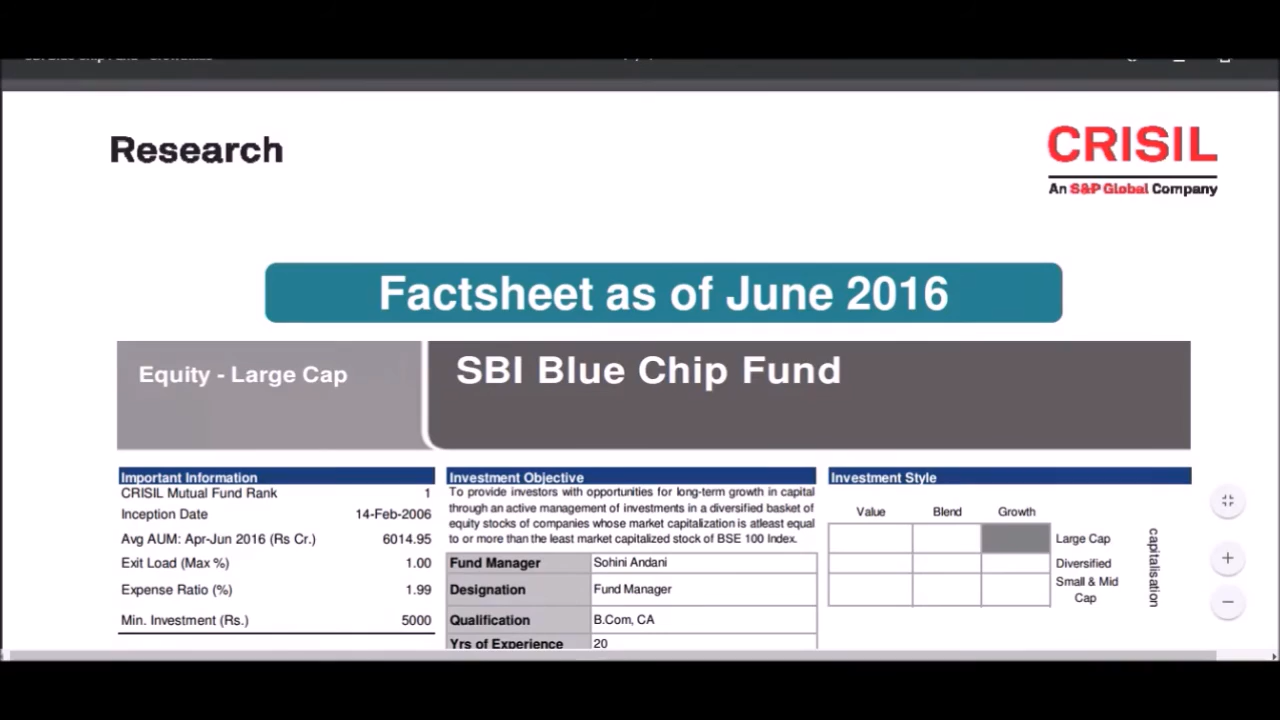 Research
CRISIL
An S&P Global Company
Factsheet as of June 2016
Equity - Large Cap
SBI Blue Chip Fund
Important Information
CRISIL Mutual Fund Rank 1
Inception Date 14-Feb-2006
Avg AUM: Apr-Jun 2016 (Rs Cr.) 6014.95
Exit Load (Max %) 1.00
Expense Ratio (%) 1.99
Min. Investment (Rs.) 5000
Investment Objective
To provide investors with opportunities for long-term growth in capital
through an active management of investments in a diversified basket of
equity stocks of companies whose market capitalization is atleast equal
to or more than the least market capitalized stock of BSE 100 Index.
Fund Manager Sohini Andani
Designation Fund Manager
Qualification B.Com, CA
Yrs of Experience 20
Investment Style
Value Blend Growth
Large Cap
Diversified
Small & Mid
Cap
capitalisation